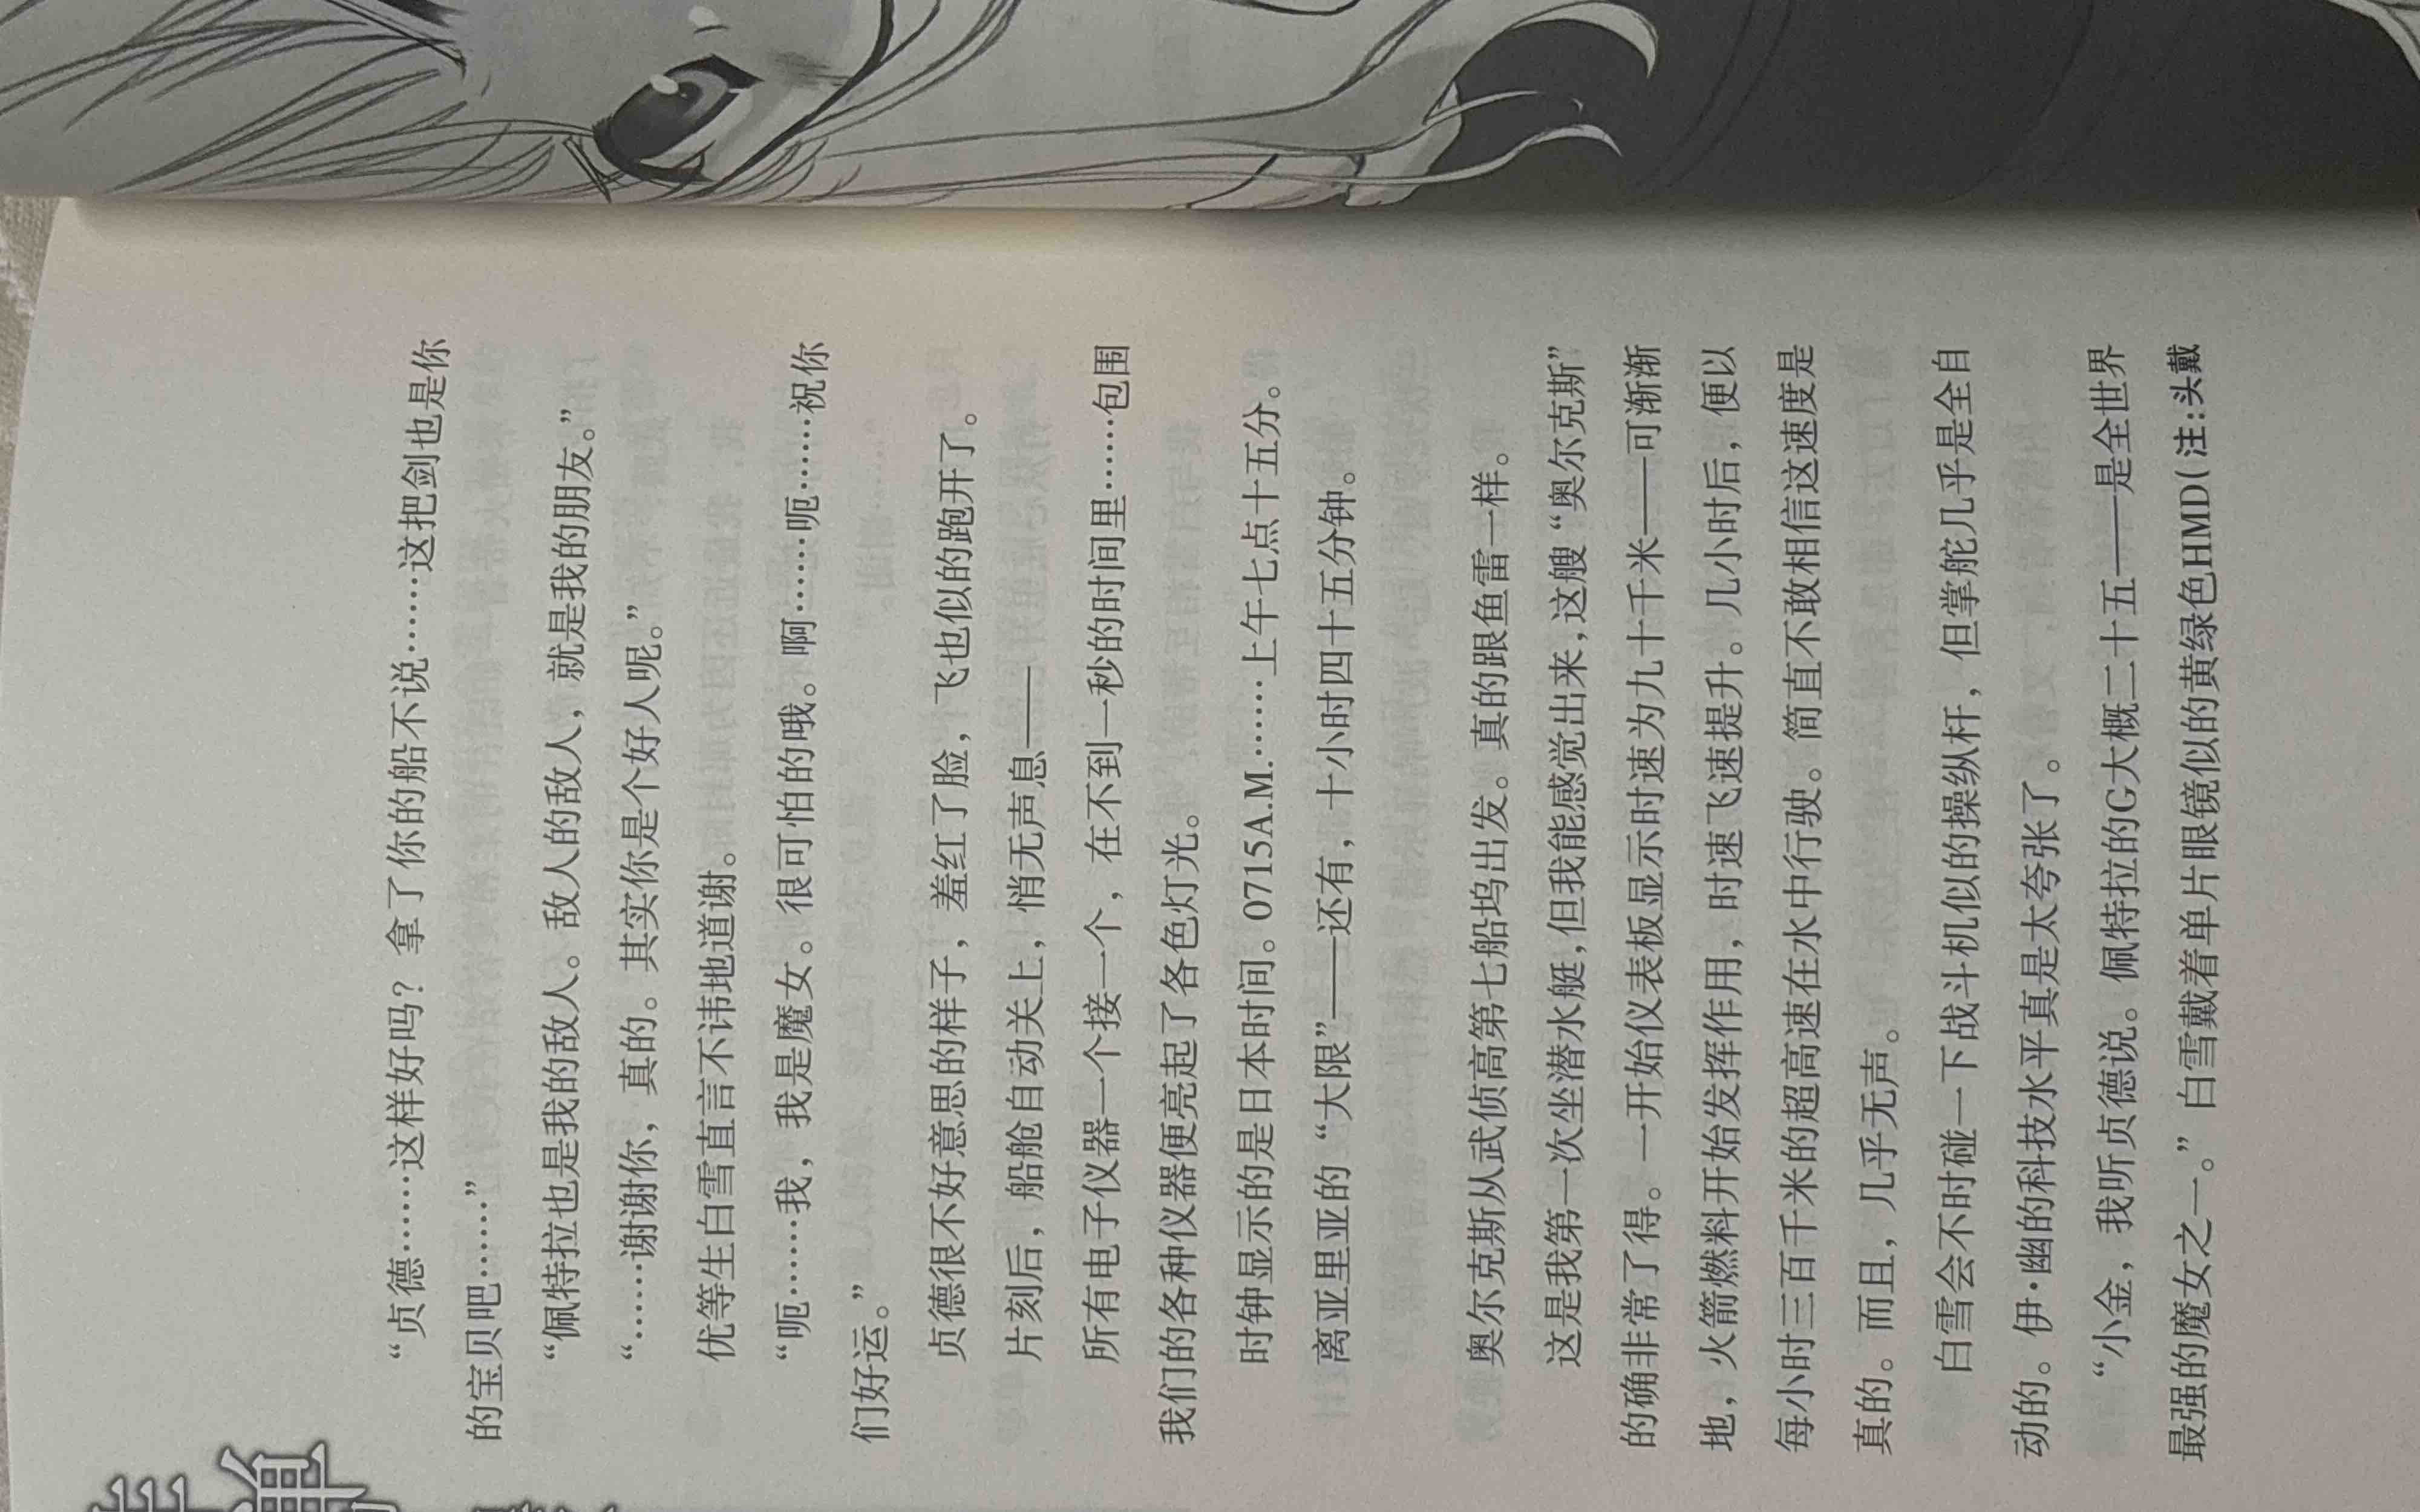 弹
“贞德……这样好吗？拿了你的船不说……这把剑也是你
的宝贝吧……”
“佩特拉也是我的敌人。敌人的敌人，就是我的朋友。”
“……谢谢你，真的。其实你是个好人呢。”
优等生白雪直言不讳地道谢。
“呃……我，我是魔女。很可怕的哦。啊……呃……祝你
们好运。”
贞德很不好意思的样子，羞红了脸，飞也似的跑开了。
片刻后，船舱自动关上，悄无声息——
所有电子仪器一个接一个，在不到一秒的时间里……包围
我们的各种仪器便亮起了各色灯光。
时钟显示的是日本时间。0715A.M.……上午七点十五分。
离亚里亚的“大限”——还有，十小时四十五分钟。
奥尔克斯从武侦高第七船坞出发。真的跟鱼雷一样。
这是我第一次坐潜水艇，但我能感觉出来，这艘“奥尔克斯”
的确非常了得。一开始仪表板显示时速为九十千米——可渐渐
地，火箭燃料开始发挥作用，时速飞速提升。几小时后，便以
每小时三百千米的超高速在水中行驶。简直不敢相信这速度是
真的。而且，几乎无声。
白雪会不时碰一下战斗机似的操纵杆，但掌舵几乎是全自
动的。伊·幽的科技水平真是太夸张了。
“小金，我听贞德说。佩特拉的G大概二十五——是全世界
最强的魔女之一。”白雪戴着单片眼镜似的黄绿色HMD（注：头戴